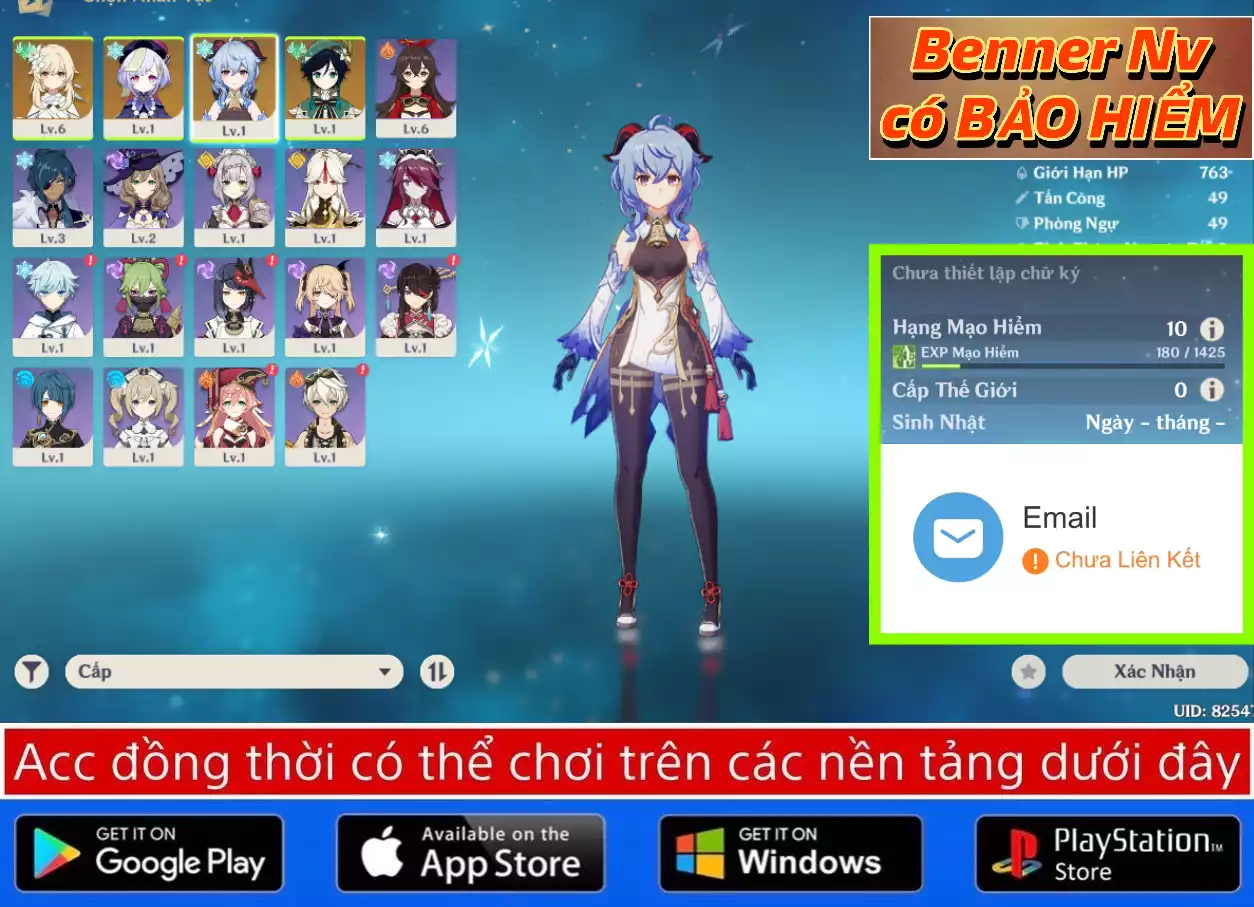 Chọn Nhân Vật
Benner Nv
có BẢO HIỂM
Lv.6
Lv.1
Lv.1
Lv.1
Lv.6
Lv.3
Lv.2
Lv.1
Lv.1
Lv.1
Lv.1
Lv.1
Lv.1
Lv.1
Lv.1
Lv.1
Lv.1
Lv.1
Lv.1
Giới Hạn HP 763
Tấn Công 49
Phòng Ngự 49
Chưa thiết lập chữ ký
Hạng Mạo Hiểm 10
EXP Mạo Hiểm 180 / 1425
Cấp Thế Giới 0
Sinh Nhật Ngày - tháng -
Email
Chưa Liên Kết
Cấp
Xác Nhận
UID: 8254
Acc đồng thời có thể chơi trên các nền tảng dưới đây
GET IT ON
Google Play
Available on the
App Store
GET IT ON
Windows
PlayStation™
Store